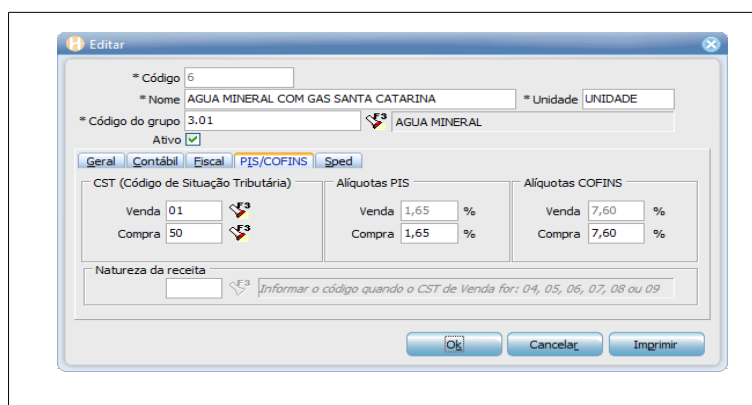 Editar
* Código 6
* Nome AGUA MINERAL COM GAS SANTA CATARINA * Unidade UNIDADE
* Código do grupo 3.01 F3 AGUA MINERAL
Ativo
Geral Contábil Fiscal PIS/COFINS Sped
CST (Código de Situação Tributária) Alíquotas PIS Alíquotas COFINS
Venda 01 F3 Venda 1,65 % Venda 7,60 %
Compra 50 F3 Compra 1,65 % Compra 7,60 %
Natureza da receita
F3 Informar o código quando o CST de Venda for: 04, 05, 06, 07, 08 ou 09
Ok Cancelar Imprimir